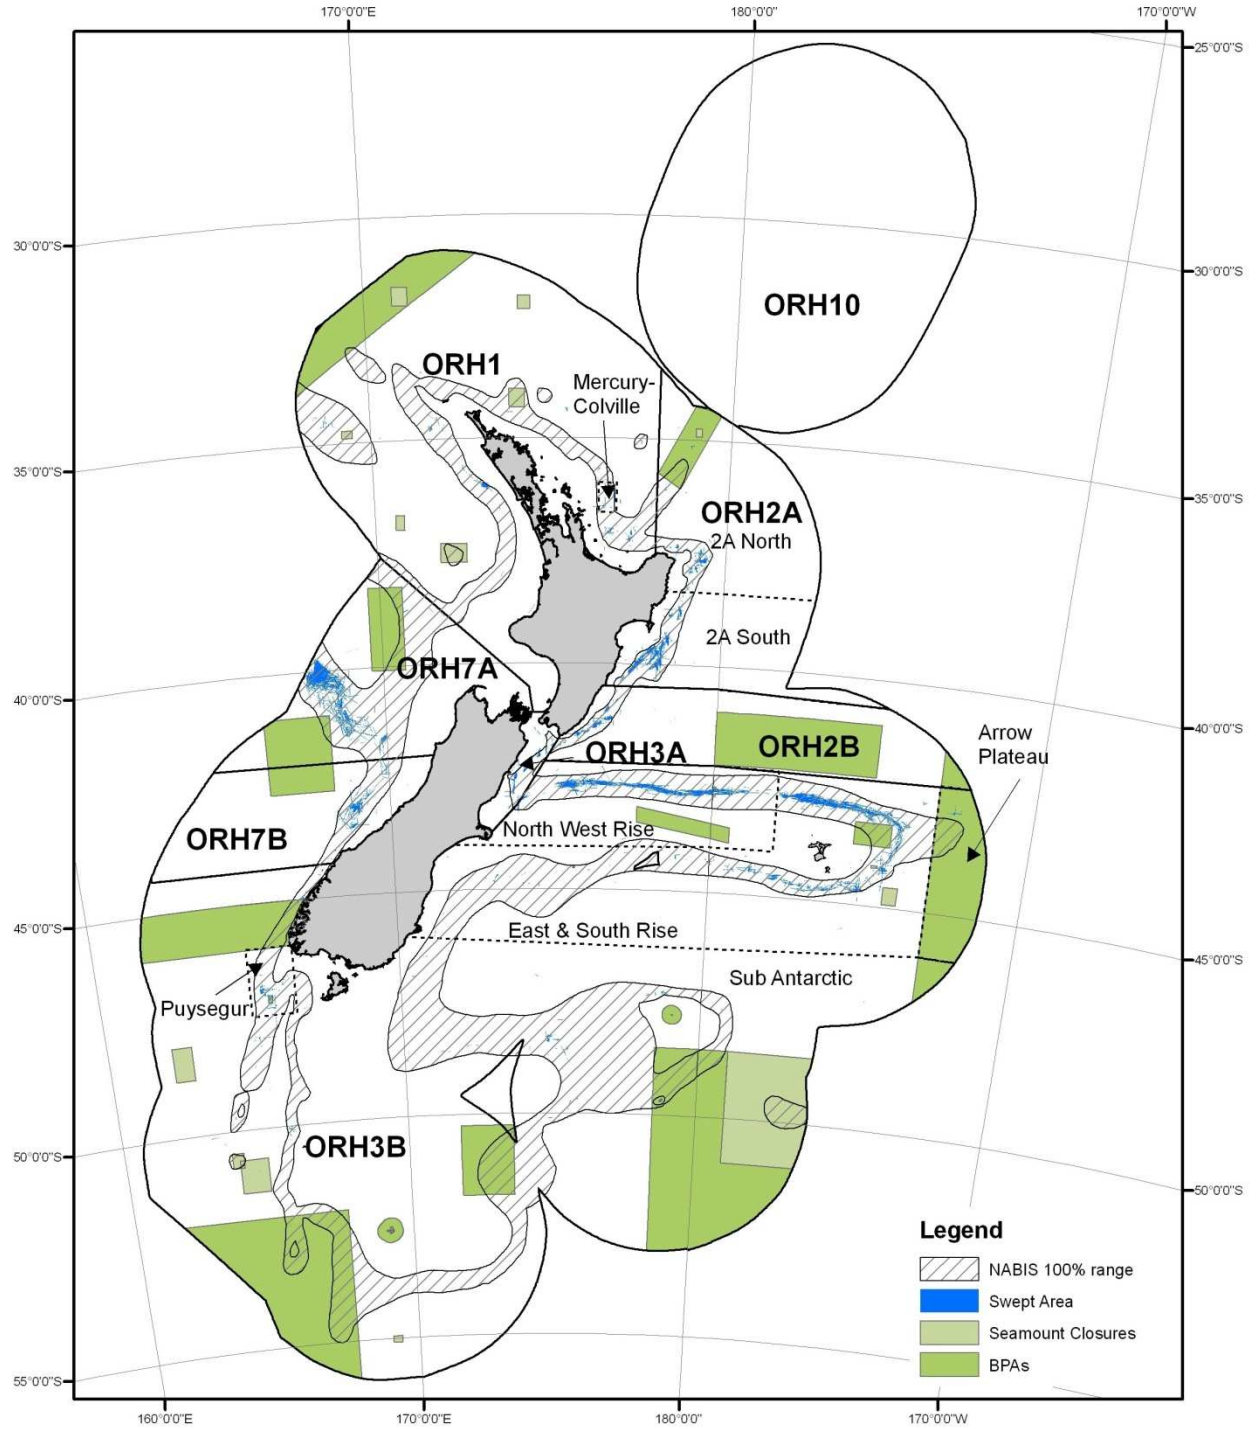 170°0'0"E
180°0'0"
170°0'0"W
25°0'0"S
30°0'0"S
30°0'0"S
ORH10
ORH1
Mercury-
Colville
35°0'0"S
35°0'0"S
ORH2A
2A North
2A South
ORH7A
40°0'0"S
40°0'0"S
Arrow
Plateau
ORH3A
ORH2B
ORH7B
North West Rise
45°0'0"S
45°0'0"S
East & South Rise
Sub Antarctic
Puysegur
ORH3B
50°0'0"S
50°0'0"S
Legend
NABIS 100% range
Swept Area
Seamount Closures
BPAs
55°0'0"S
160°0'0"E
170°0'0"E
180°0'0"
170°0'0"W